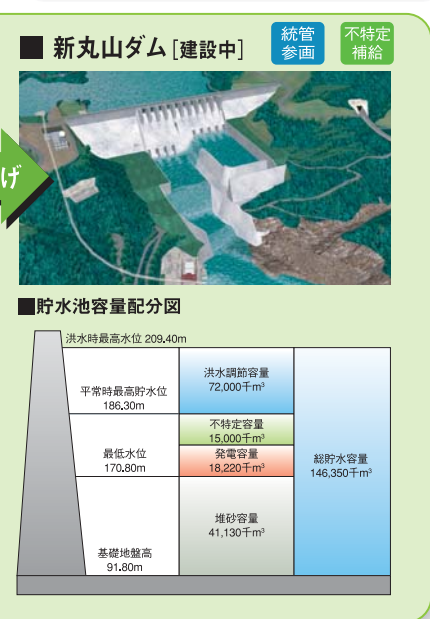 ■ 新丸山ダム [建設中]
統管
参画
不特定
補給
げ
■貯水池容量配分図
洪水時最高水位 209.40m
平常時最高貯水位
186.30m
最低水位
170.80m
基礎地盤高
91.80m
洪水調節容量
72,000千m³
不特定容量
15,000千m³
発電容量
18,220千m³
堆砂容量
41,130千m³
総貯水容量
146,350千m³